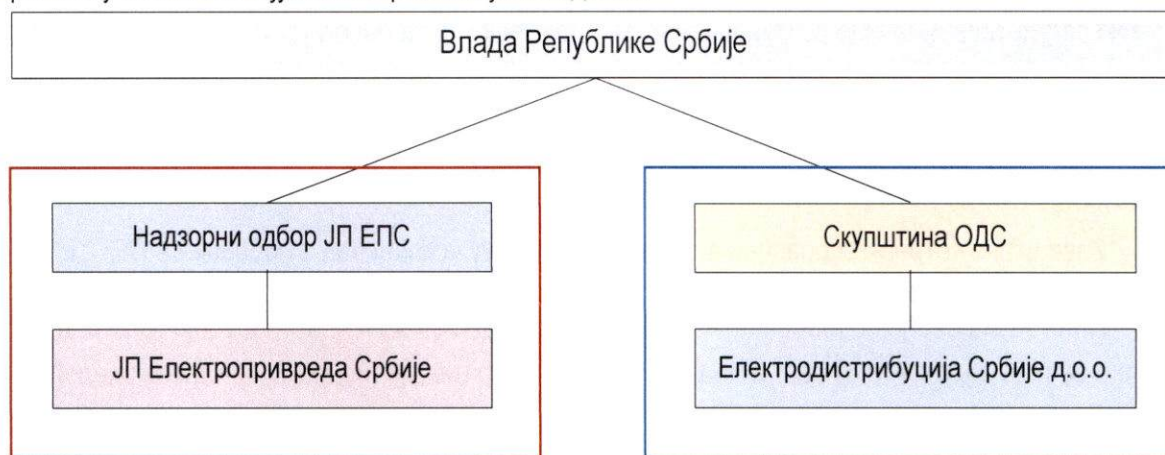 Влада Републике Србије
Надзорни одбор ЈП ЕПС
Скупштина ОДС
ЈП Електропривреда Србије
Електродистрибуција Србије д.о.о.